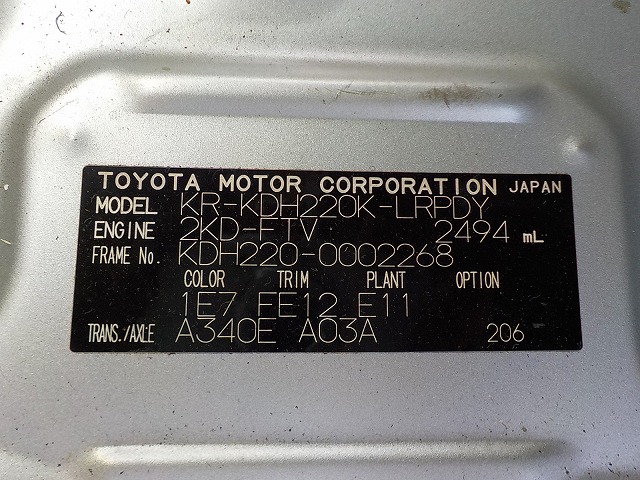 TOYOTA MOTOR CORPORATION JAPAN
MODEL KR-KDH220K-LRPDY
ENGINE 2KD-FTV 2494 mL
FRAME No. KDH220-0002268
COLOR TRIM PLANT OPTION
1E7 FE12 E11
TRANS./AXLE A340E A03A 206